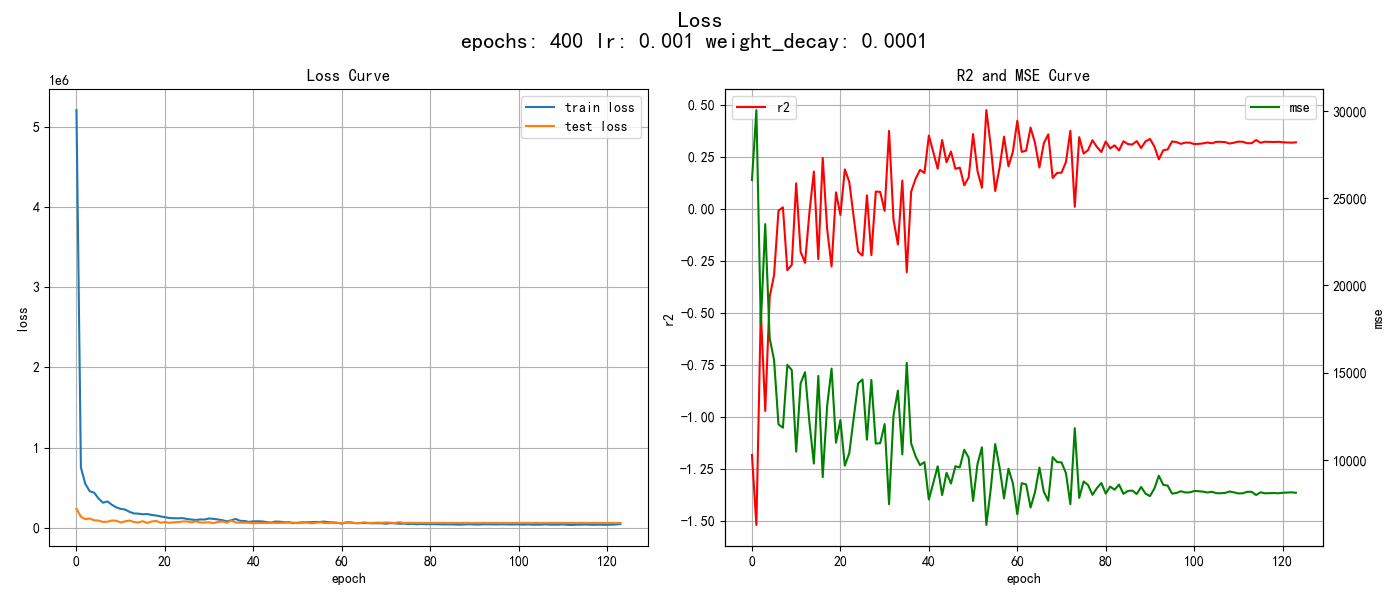 Loss
epochs: 400 lr: 0.001 weight_decay: 0.0001
Loss Curve
1e6
train loss
test loss
5
4
3
2
1
0
loss
0 20 40 60 80 100 120
epoch
R2 and MSE Curve
r2
mse
0.50
0.25
0.00
−0.25
−0.50
−0.75
−1.00
−1.25
−1.50
r2
30000
25000
20000
15000
10000
mse
0 20 40 60 80 100 120
epoch